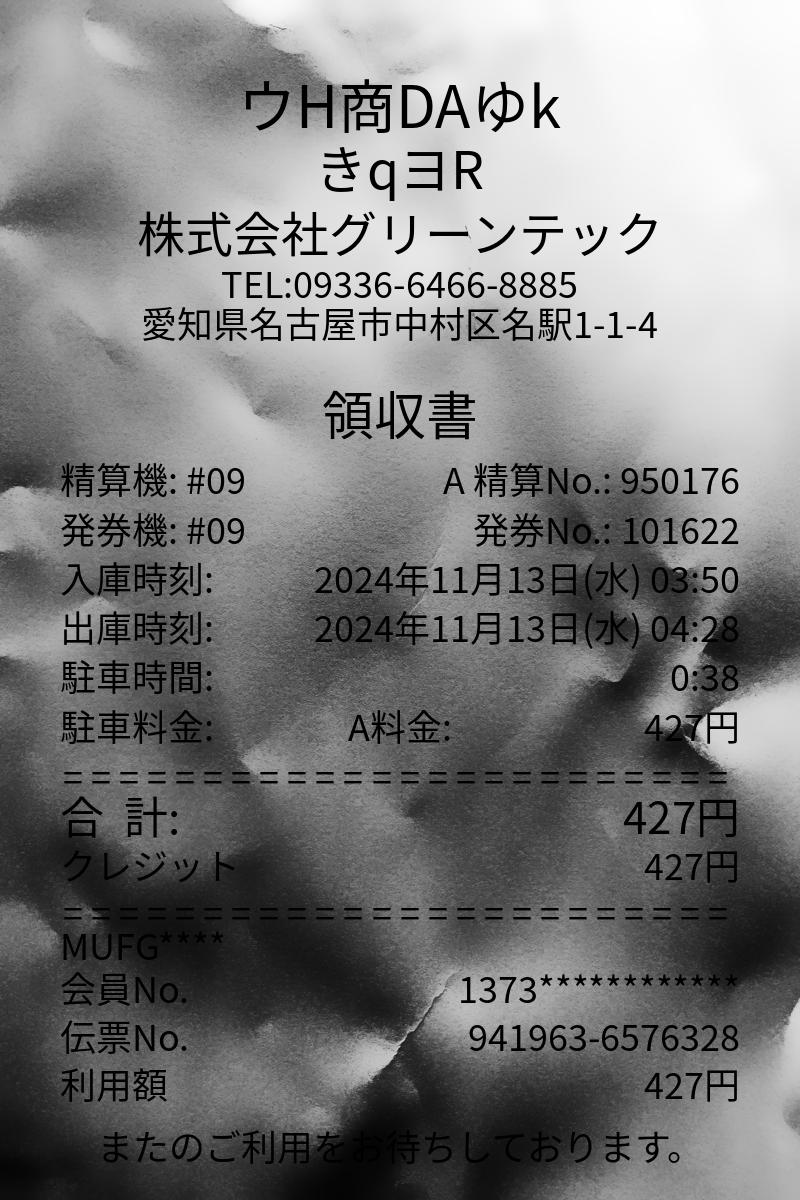 ウH商DAゆk
きqヨR
株式会社グリーンテック
TEL:09336-6466-8885
愛知県名古屋市中村区名駅1-1-4
領収書
精算機: #09 A 精算No.: 950176
発券機: #09 発券No.: 101622
入庫時刻: 2024年11月13日(水) 03:50
出庫時刻: 2024年11月13日(水) 04:28
駐車時間: 0:38
駐車料金: A料金: 427円
========================
合 計: 427円
クレジット 427円
========================
MUFG****
会員No. 1373************
伝票No. 941963-6576328
利用額 427円
またのご利用をお待ちしております。